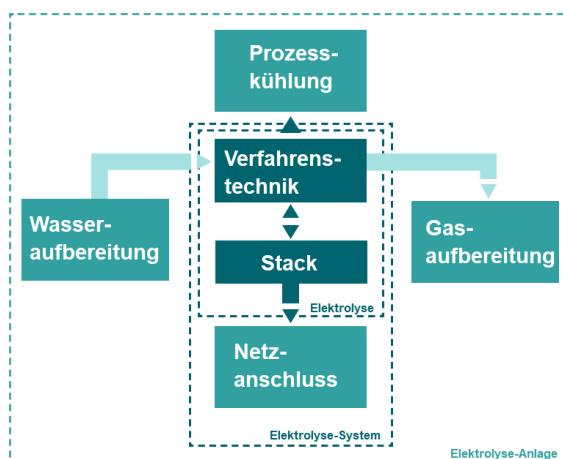 Prozess-
kühlung
Verfahrens-
technik
Wasser-
aufbereitung
Gas-
aufbereitung
Stack
Elektrolyse
Netz-
anschluss
Elektrolyse-System
Elektrolyse-Anlage